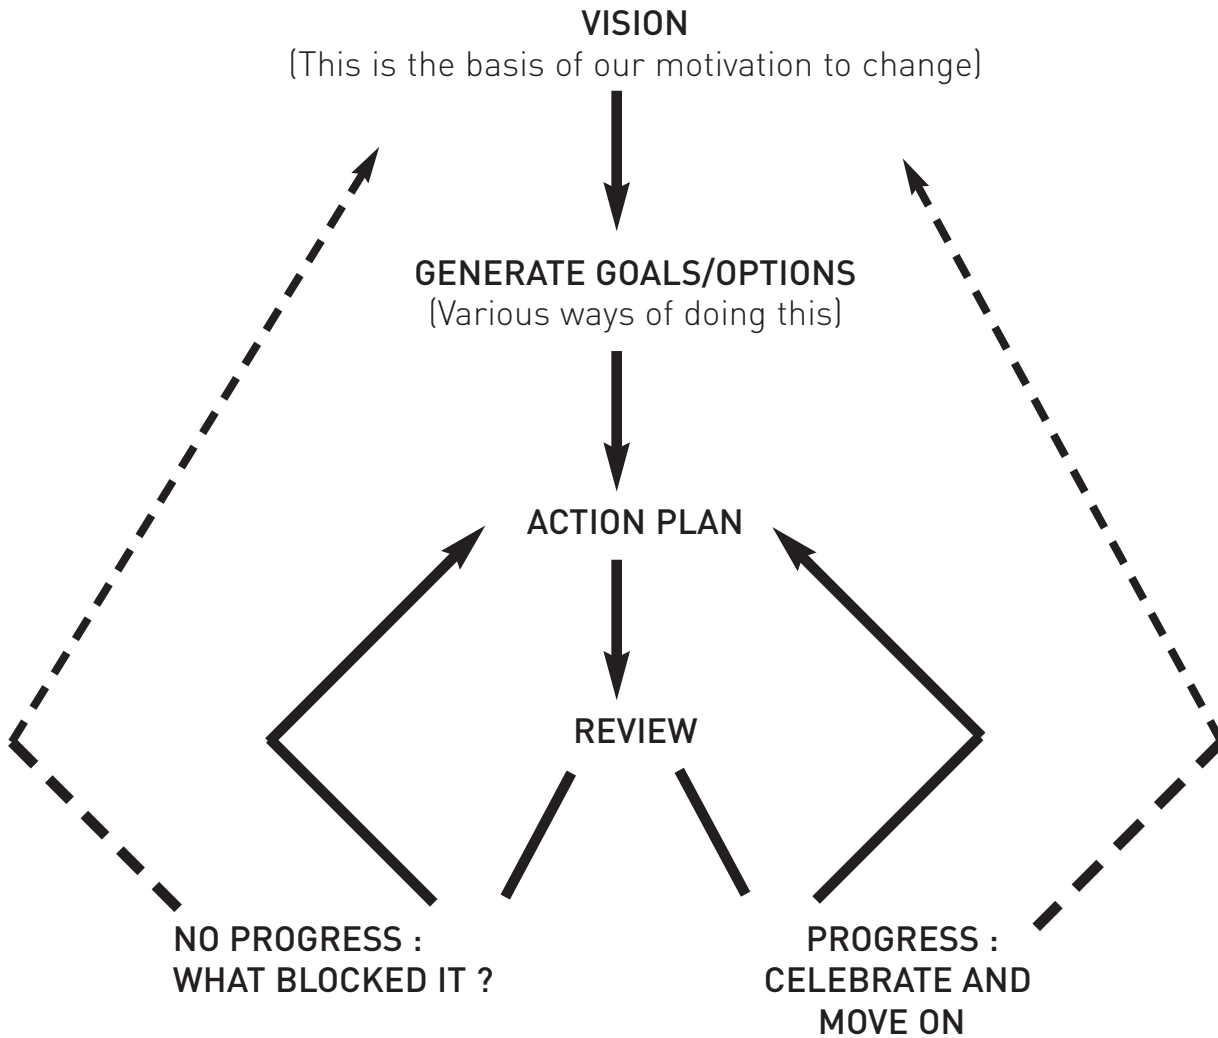 VISION
(This is the basis of our motivation to change)
GENERATE GOALS/OPTIONS
(Various ways of doing this)
ACTION PLAN
REVIEW
NO PROGRESS :
WHAT BLOCKED IT ?
PROGRESS :
CELEBRATE AND
MOVE ON